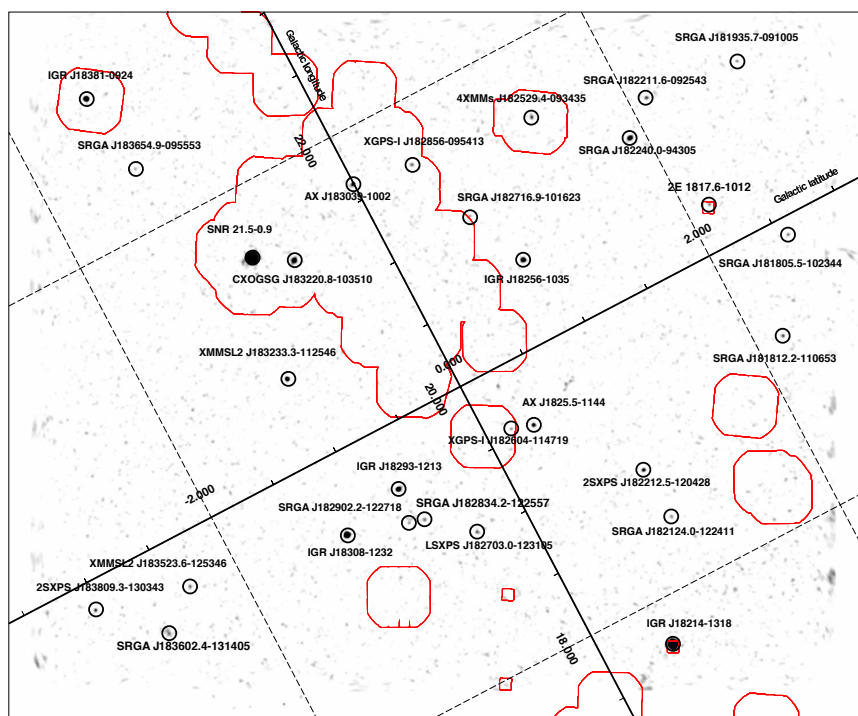 SRGA J181935.7-091005
Galactic longitude
IGR J18381-0924
SRGA J182211.6-092543
4XMMs J182529.4-093435
SRGA J183654.9-095553
XGPS-I J182856-095413
SRGA J182240.0-94305
22.000
AX J183039-1002
SRGA J182716.9-101623
2E 1817.6-1012
Galactic latitude
SNR 21.5-0.9
2.000
CXOGSG J183220.8-103510
IGR J18256-1035
SRGA J181805.5-102344
XMMSL2 J183233.3-112546
0.000
SRGA J181812.2-110653
20.000
AX J1825.5-1144
XGPS-I J182604-114719
IGR J18293-1213
2SXPS J182212.5-120428
-2.000
SRGA J182902.2-122718
SRGA J182834.2-122557
SRGA J182124.0-122411
IGR J18308-1232
LSXPS J182703.0-123105
XMMSL2 J183523.6-125346
2SXPS J183809.3-130343
SRGA J183602.4-131405
IGR J18214-1318
18.000